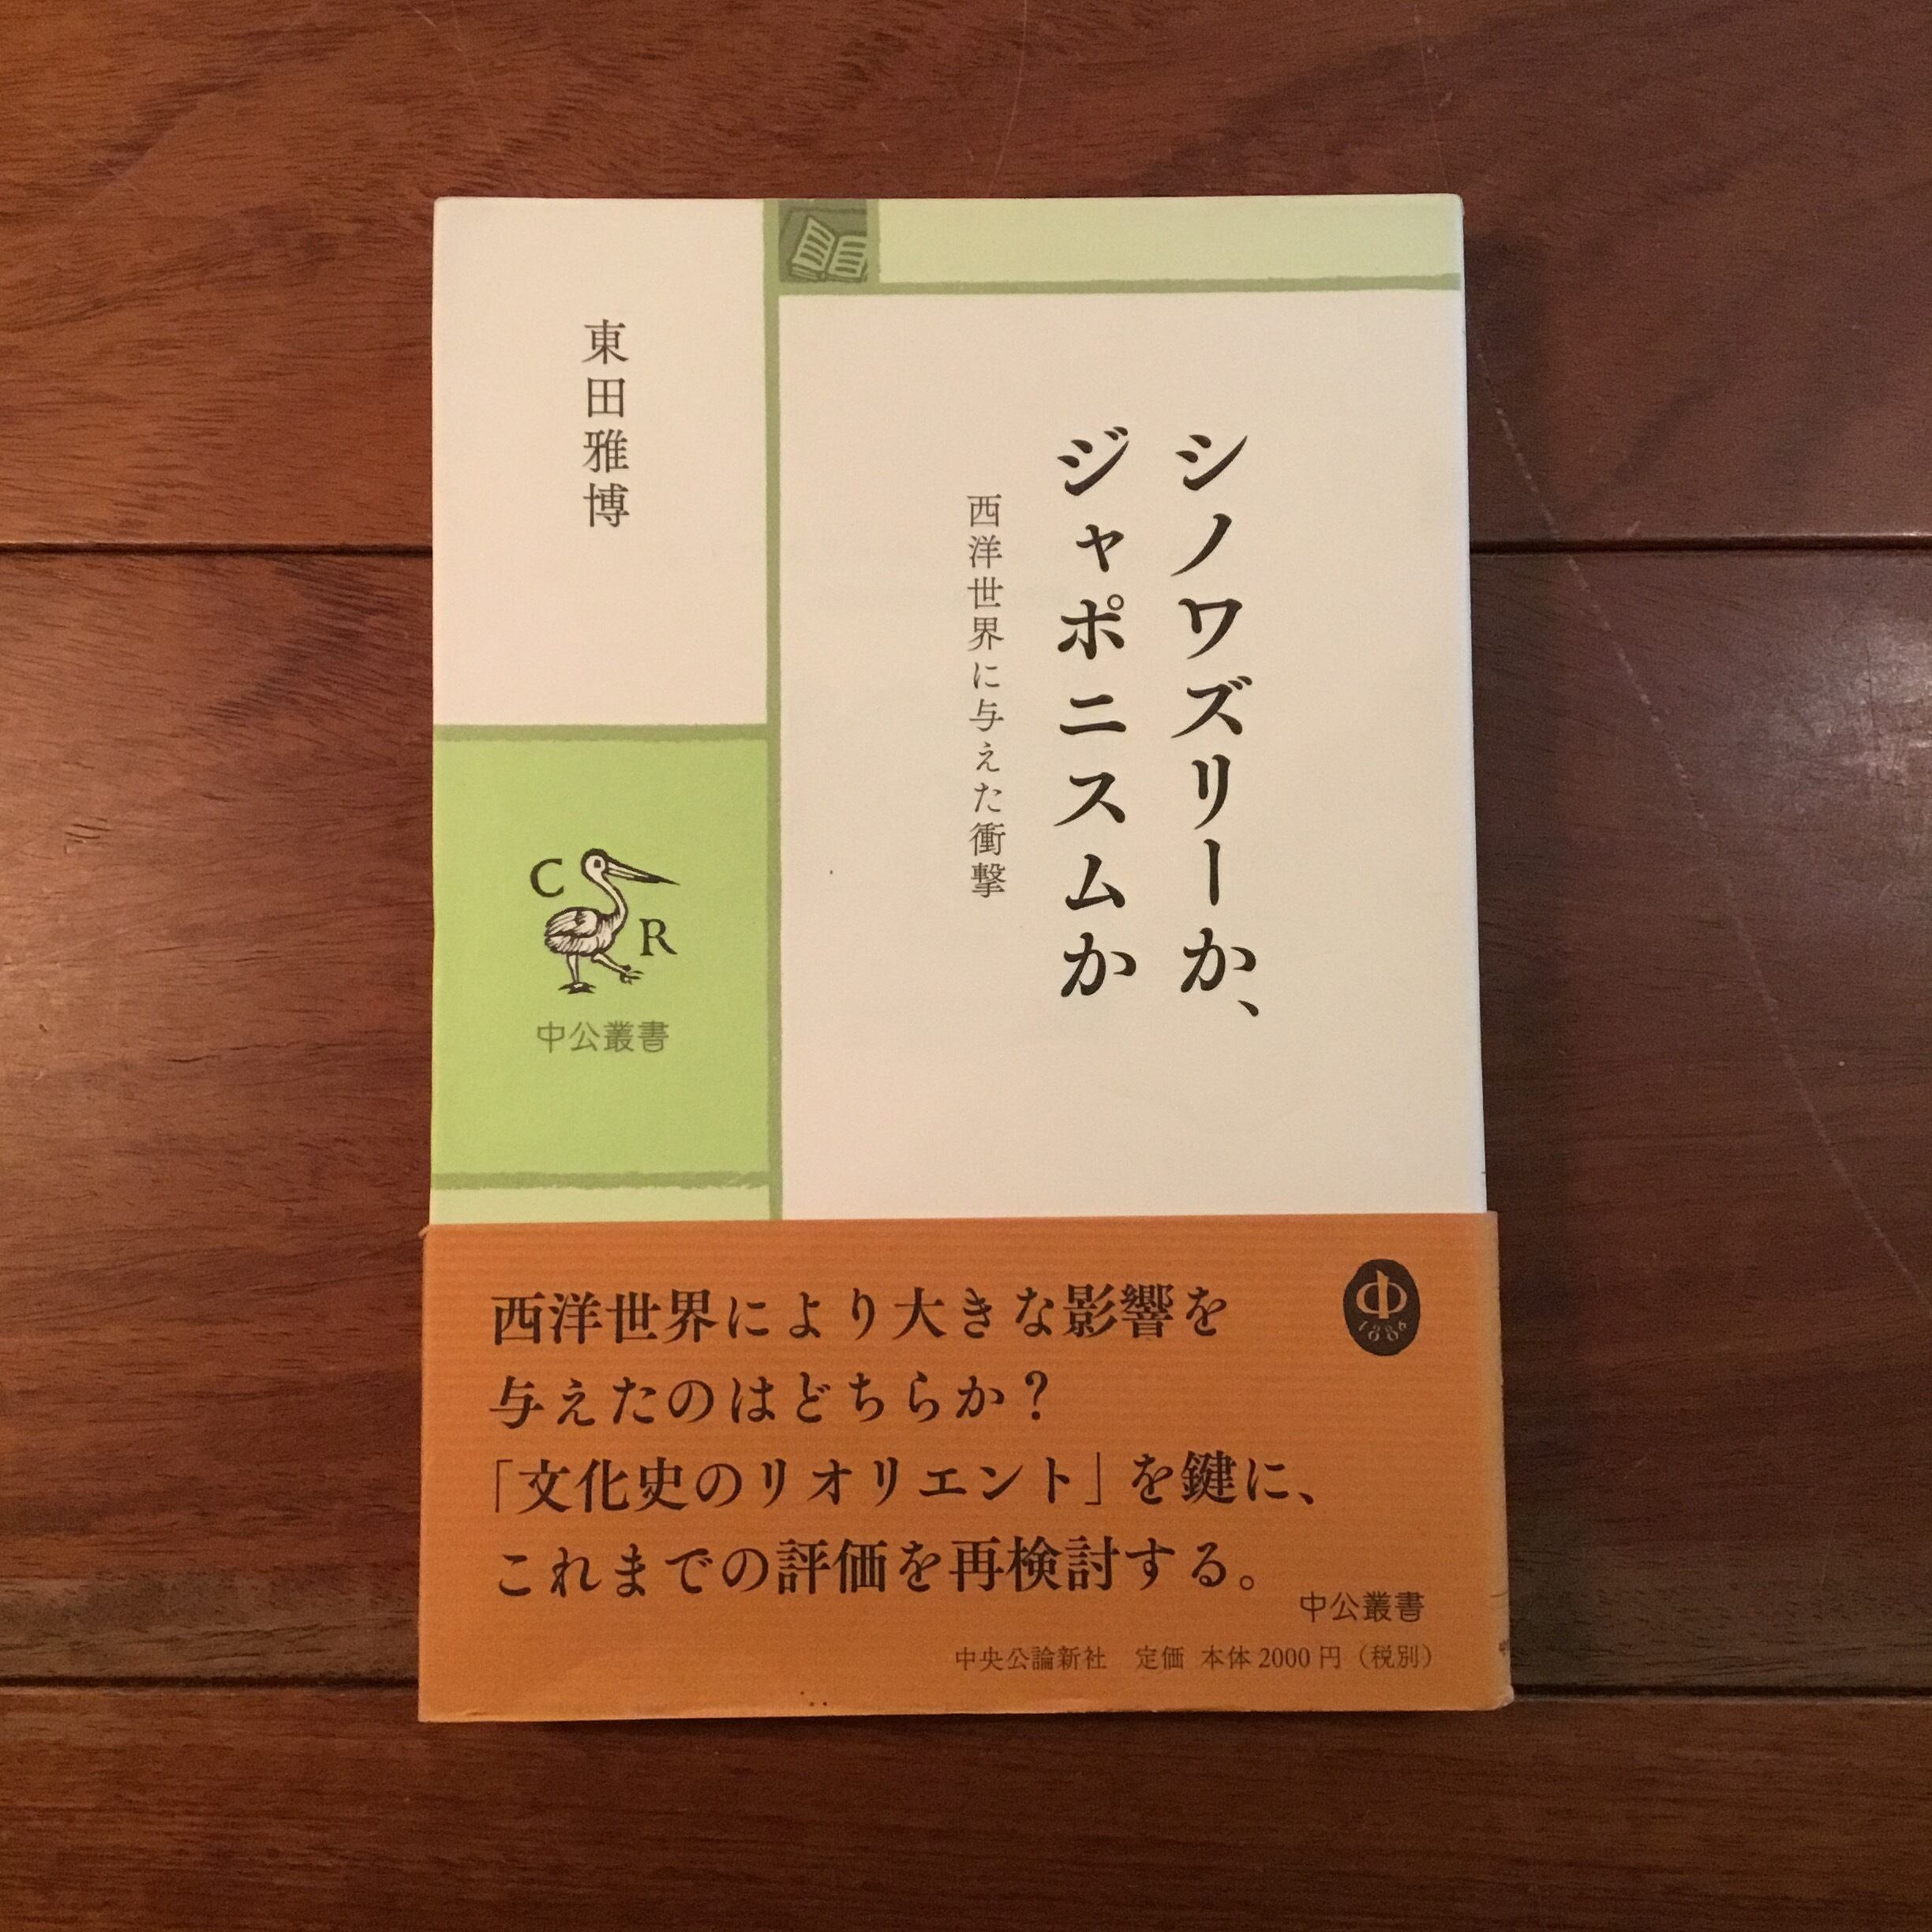 シノワズリーか、
ジャポニスムか
西洋世界に与えた衝撃
東田雅博
C
R
中公叢書
中
1886
西洋世界により大きな影響を
与えたのはどちらか？
「文化史のリオリエント」を鍵に、
これまでの評価を再検討する。
中公叢書
中央公論新社 定価 本体2000円（税別）